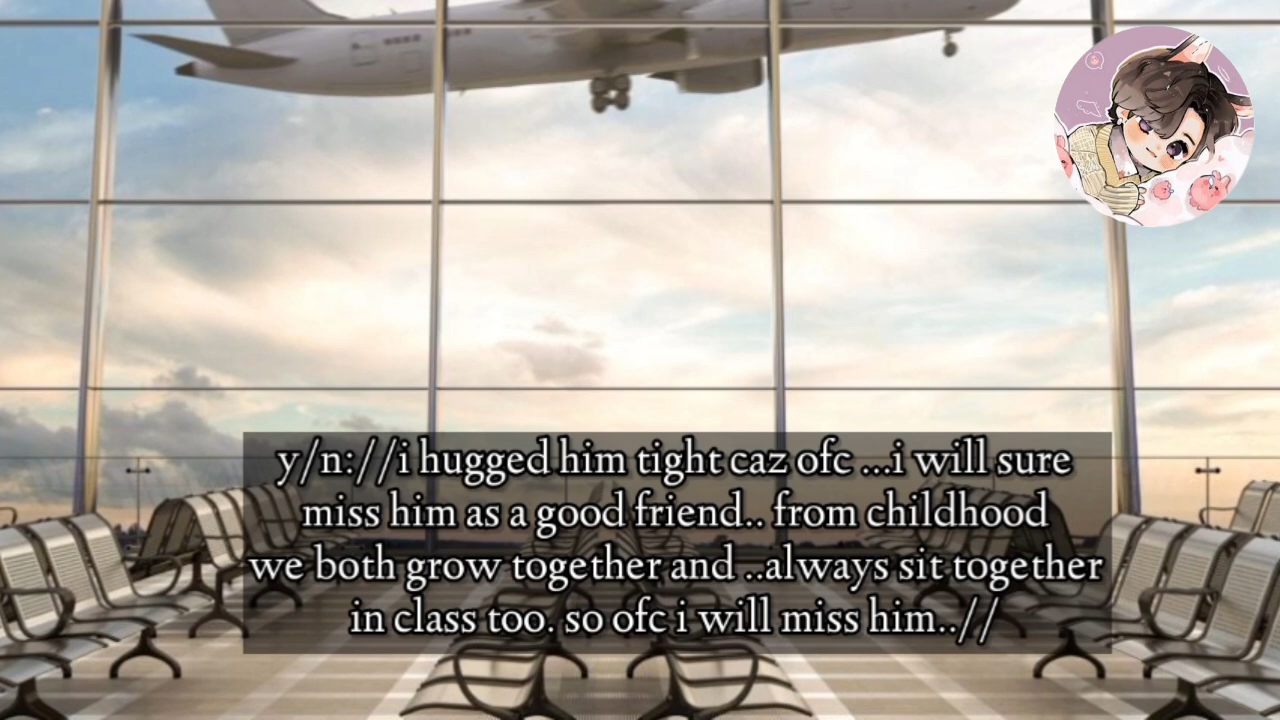 y/n://i hugged him tight caz ofc ...i will sure
miss him as a good friend.. from childhood
we both grow together and ..always sit together
in class too. so ofc i will miss him..//